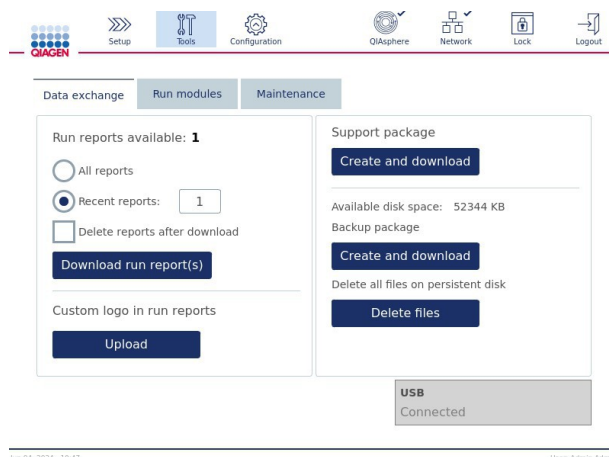 Setup
Tools
Configuration
QIAsphere
Network
Lock
Logout
QIAGEN
Data exchange
Run modules
Maintenance
Run reports available: 1
All reports
Recent reports: 1
Delete reports after download
Download run report(s)
Custom logo in run reports
Upload
Support package
Create and download
Available disk space: 52344 KB
Backup package
Create and download
Delete all files on persistent disk
Delete files
USB
Connected